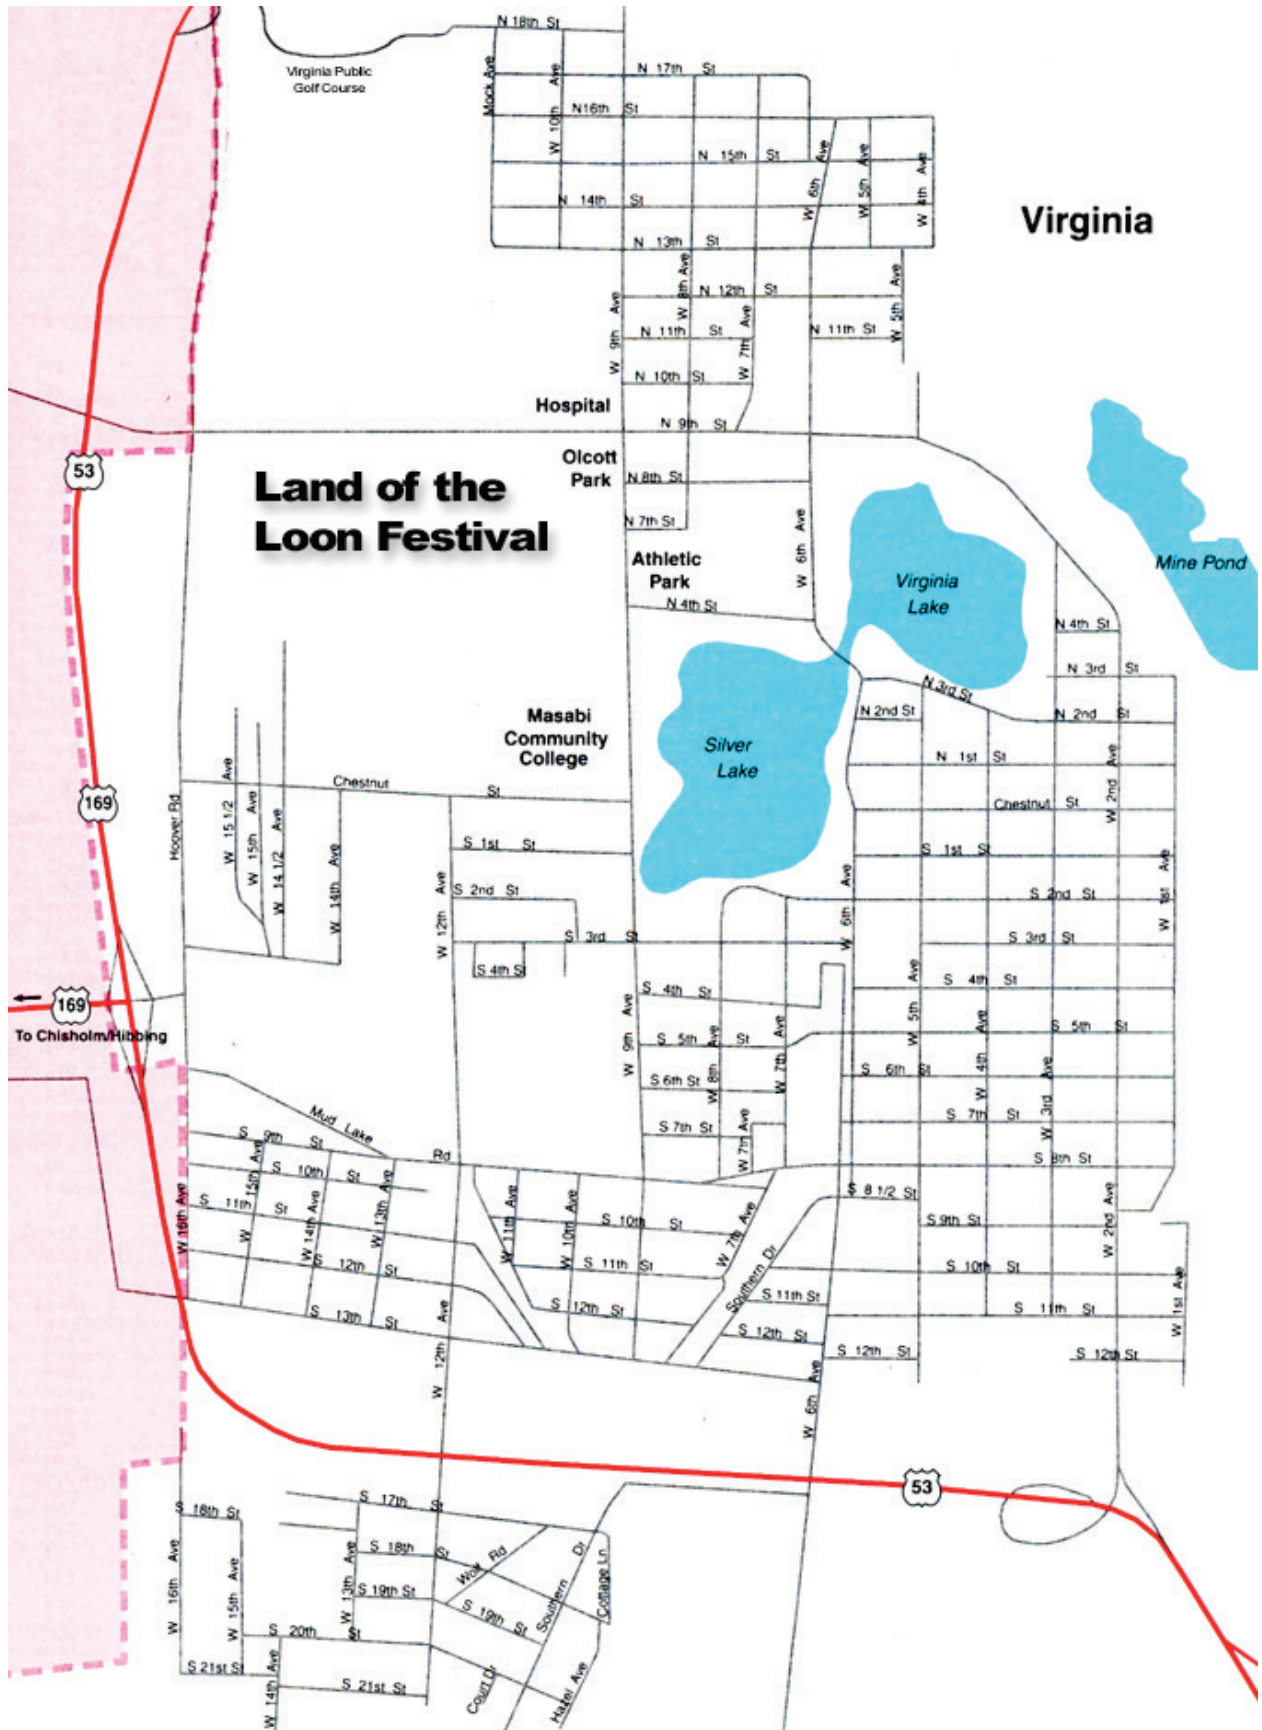 N 18th St
Virginia Public
Golf Course
N 17th St
Mock Ave
W 10th Ave
N16th St
N 15th St
W 6th Ave
W 5th Ave
W 4th Ave
N 14th St
Virginia
N 13th St
W 8th Ave
N 12th St
W 5th Ave
W 9th Ave
N 11th St
W 7th Ave
N 11th St
N 10th St
Hospital
N 9th St
Olcott
Park
53
N 8th St
Land of the
Loon Festival
N 7th St
W 6th Ave
Athletic
Park
Virginia
Lake
Mine Pond
N 4th St
N 4th St
N 3rd St
N 3rd St
N 2nd St
N 2nd St
Masabi
Community
College
Silver
Lake
N 1st St
W 2nd Ave
Chestnut St
Chestnut St
169
Hoover Rd
W 15 1/2 Ave
W 15th Ave
W 14 1/2 Ave
W 14th Ave
S 1st St
S 1st St
W 12th Ave
S 2nd St
S 2nd St
W 6th Ave
W 1st Ave
S 3rd St
S 3rd St
S 4th St
S 4th St
S 4th St
169
To Chisholm/Hibbing
W 9th Ave
W 5th Ave
S 5th St
S 5th St
W 8th Ave
W 7th Ave
W 4th Ave
W 3rd Ave
S 6th St
S 6th St
Mud Lake Rd
S 7th St
S 7th St
W 7th Ave
S 9th St
S 8th St
S 10th St
W 15th Ave
W 16th Ave
S 11th St
W 14th Ave
W 13th Ave
W 11th Ave
W 10th Ave
S 10th St
W 7th Ave
S 8 1/2 St
S 9th St
W 2nd Ave
S 12th St
S 11th St
Southern Dr
S 10th St
S 11th St
S 11th St
W 1st Ave
S 13th St
S 12th St
S 12th St
S 12th St
S 12th St
W 12th Ave
W 6th Ave
53
S 17th St
S 18th St
S 18th St
Wolf Rd
Southern Dr
Cottage Ln
W 16th Ave
W 15th Ave
W 13th Ave
S 19th St
S 19th St
S 20th St
S 21st St
W 14th Ave
S 21st St
Court Dr
Hazel Ave